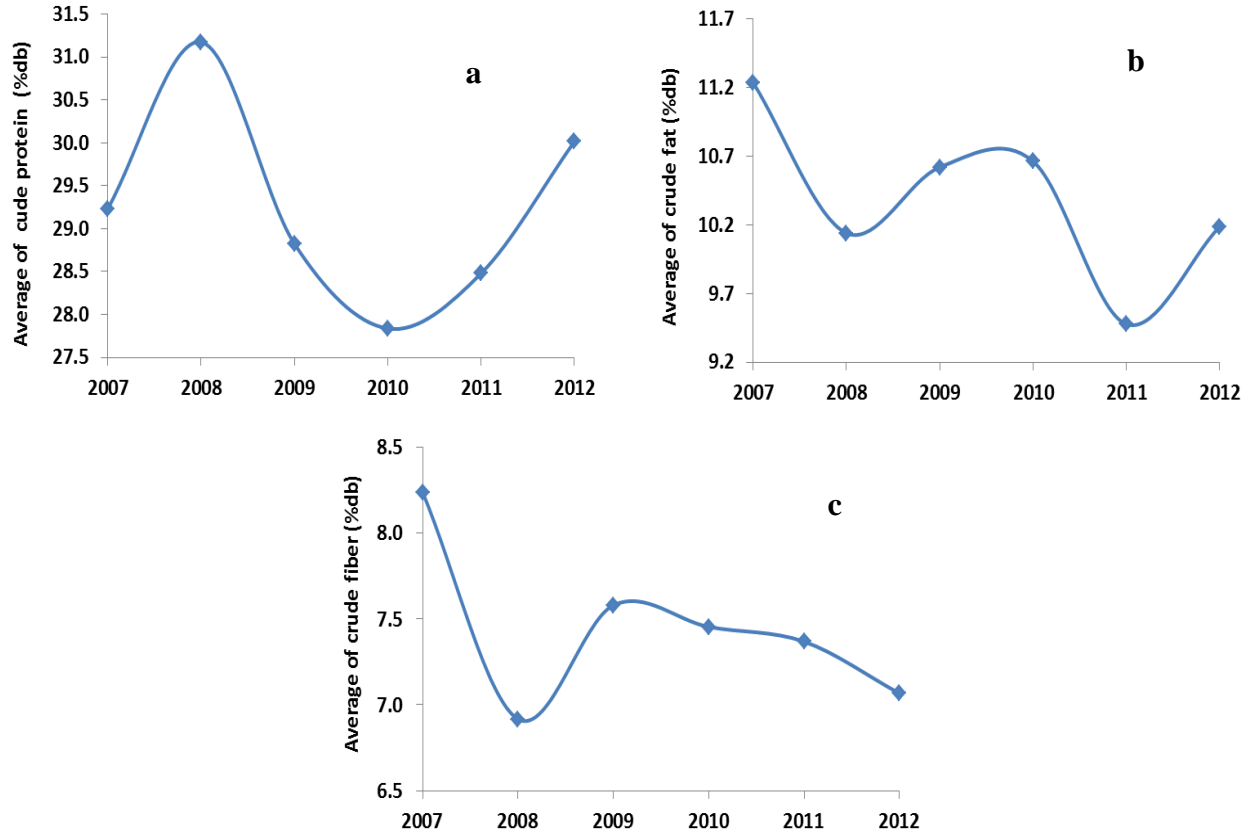 Average of cude protein (%db)
31.5
31.0
30.5
30.0
29.5
29.0
28.5
28.0
27.5
2007 2008 2009 2010 2011 2012
a
Average of crude fat (%db)
11.7
11.2
10.7
10.2
9.7
9.2
2007 2008 2009 2010 2011 2012
b
Average of crude fiber (%db)
8.5
8.0
7.5
7.0
6.5
2007 2008 2009 2010 2011 2012
c